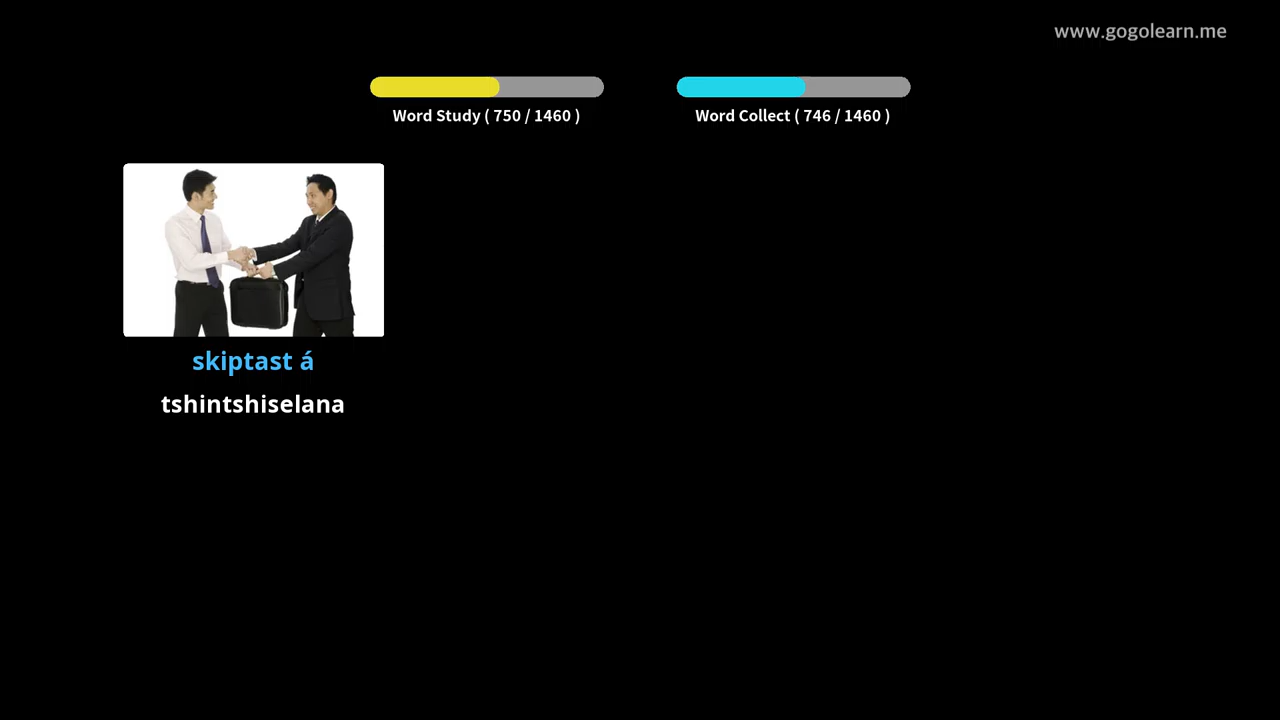 www.gogolearn.me
Word Study ( 750 / 1460 )
Word Collect ( 746 / 1460 )
skiptast á
tshintshiselana